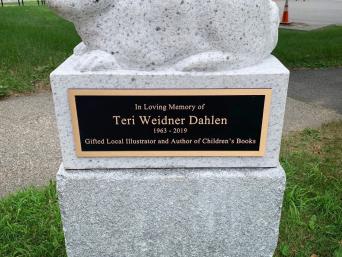 In Loving Memory of
Teri Weidner Dahlen
1963 - 2019
Gifted Local Illustrator and Author of Children's Books